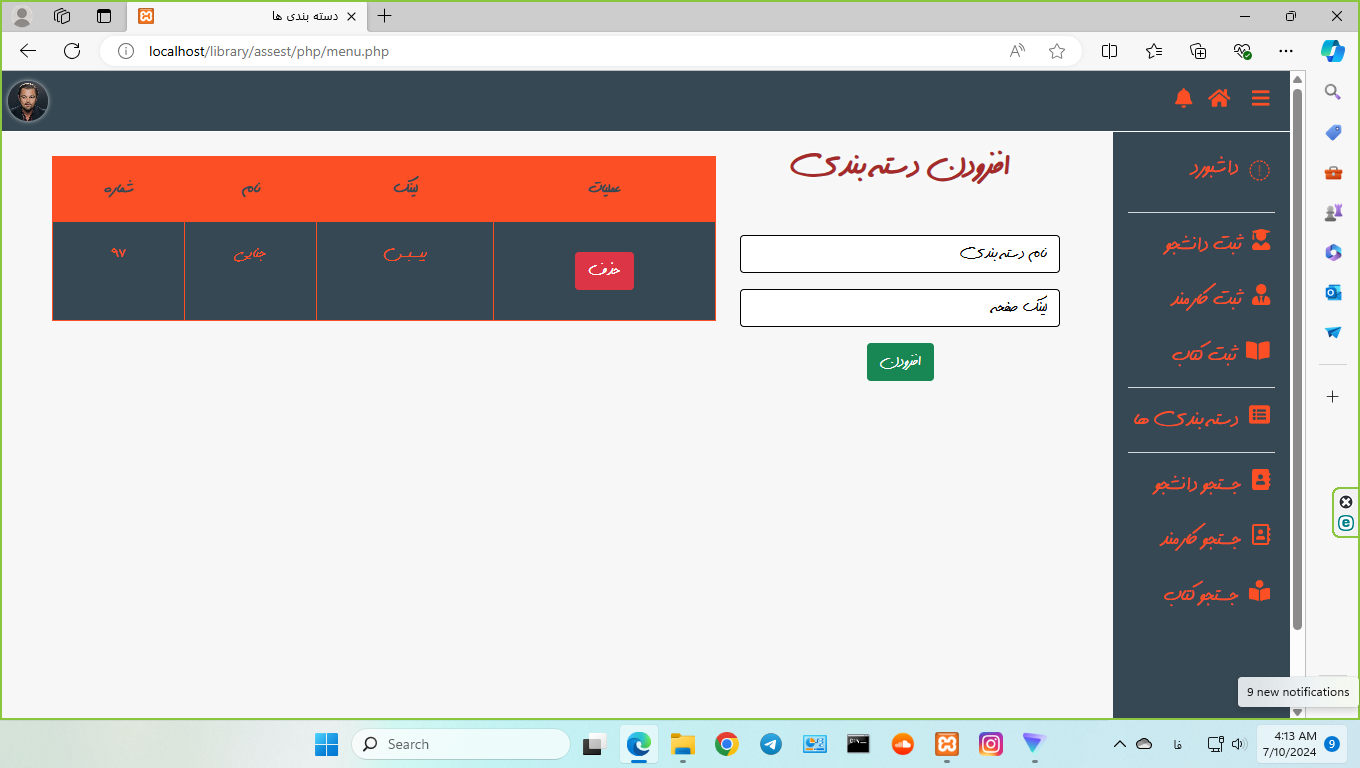 دسته بندی ها
localhost/library/assest/php/menu.php
داشبورد
ثبت دانشجو
ثبت کارمند
ثبت کتاب
دسته بندی ها
جستجو دانشجو
جستجو کارمند
جستجو کتاب
افزودن دسته بندی
نام دسته بندی
لینک صفحه
افزودن
شماره نام لینک عملیات
۹۷ جنایی یبسبس حذف
9 new notifications
Search
فا
4:13 AM
7/10/2024
9